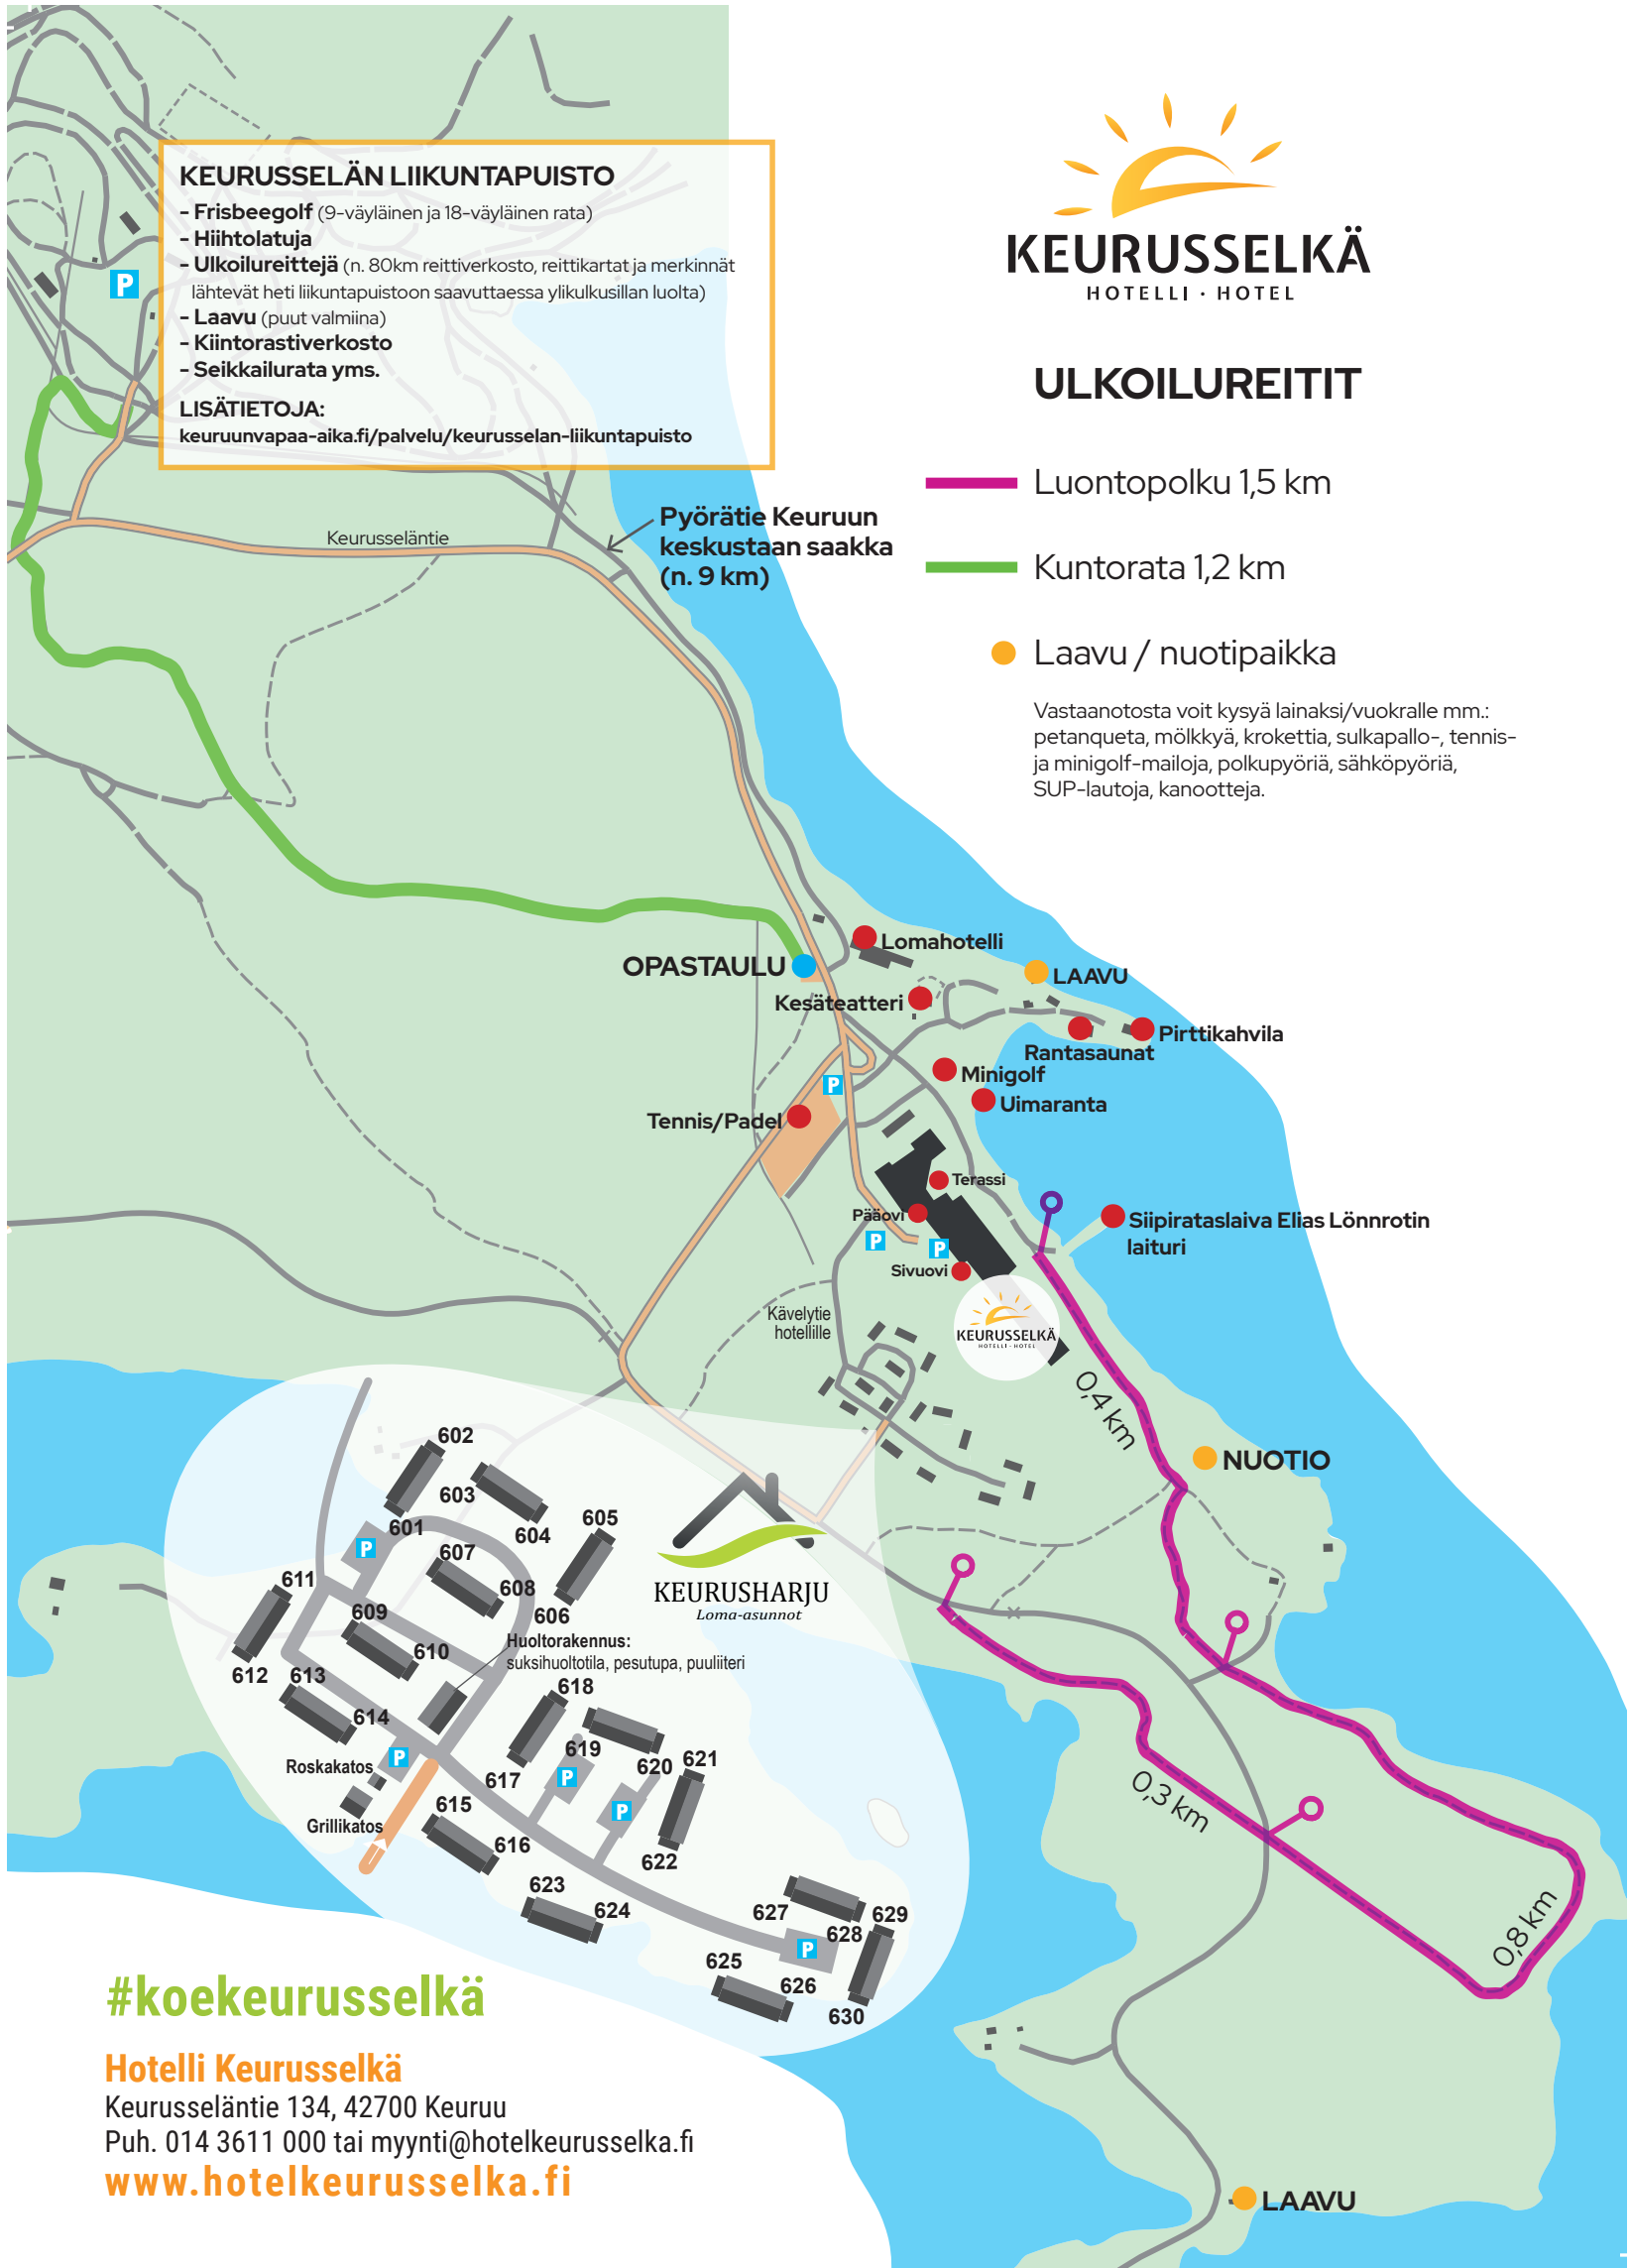 KEURUSSELÄN LIIKUNTAPUISTO
- Frisbeegolf (9-väyläinen ja 18-väyläinen rata)
- Hiihtolatuja
- Ulkoilureittejä (n. 80km reittiverkosto, reittikartat ja merkinnät
lähtevät heti liikuntapuistoon saavuttaessa ylikulkusillan luolta)
- Laavu (puut valmiina)
- Kiintorastiverkosto
- Seikkailurata yms.
LISÄTIETOJA:
keuruunvapaa-aika.fi/palvelu/keurusselan-liikuntapuisto
P
KEURUSSELKÄ
HOTELLI · HOTEL
ULKOILUREITIT
Luontopolku 1,5 km
Kuntorata 1,2 km
Laavu / nuotipaikka
Vastaanotosta voit kysyä lainaksi/vuokralle mm.:
petanqueta, mölkkyä, krokettia, sulkapallo-, tennis-
ja minigolf-mailoja, polkupyöriä, sähköpyöriä,
SUP-lautoja, kanootteja.
Keurusseläntie
Pyörätie Keuruun
keskustaan saakka
(n. 9 km)
Lomahotelli
OPASTAULU
LAAVU
Kesäteatteri
Pirttikahvila
Rantasaunat
Minigolf
P
Uimaranta
Tennis/Padel
Terassi
Pääovi
Siipirataslaiva Elias Lönnrotin
laituri
P
P
Sivuovi
Kävelytie
hotellille
KEURUSSELKÄ
HOTELLI · HOTEL
0,4 km
NUOTIO
602
603
601
604
605
P
607
611
608
606
609
610
612
613
614
KEURUSHARJU
Loma-asunnot
Huoltorakennus:
suksihuoltotila, pesutupa, puuliiteri
618
619
617
620
621
P
P
P
Roskakatos
Grillikatos
615
616
622
623
624
627
628
629
P
625
626
630
0,3 km
0,8 km
#koekeurusselkä
Hotelli Keurusselkä
Keurusseläntie 134, 42700 Keuruu
Puh. 014 3611 000 tai myynti@hotelkeurusselka.fi
www.hotelkeurusselka.fi
LAAVU